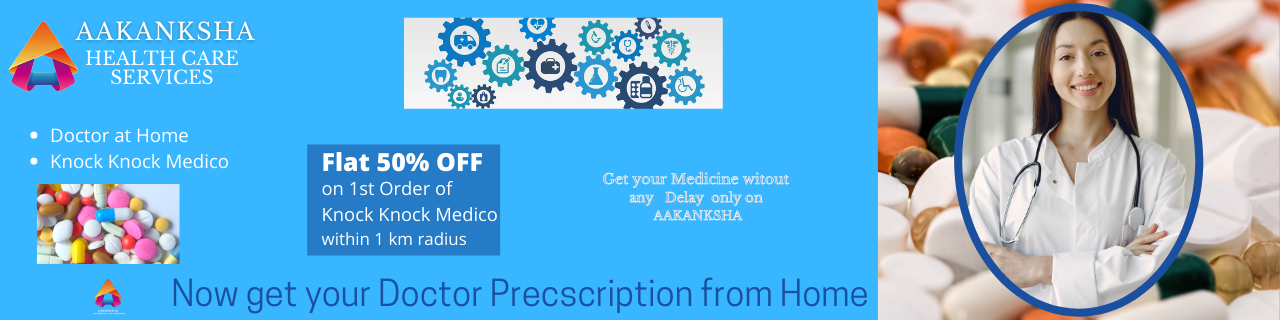 AAKANKSHA
HEALTH CARE
SERVICES
• Doctor at Home
• Knock Knock Medico
Flat 50% OFF
on 1st Order of
Knock Knock Medico
within 1 km radius
Get your Medicine witout
any Delay only on
AAKANKSHA
Now get your Doctor Precscription from Home